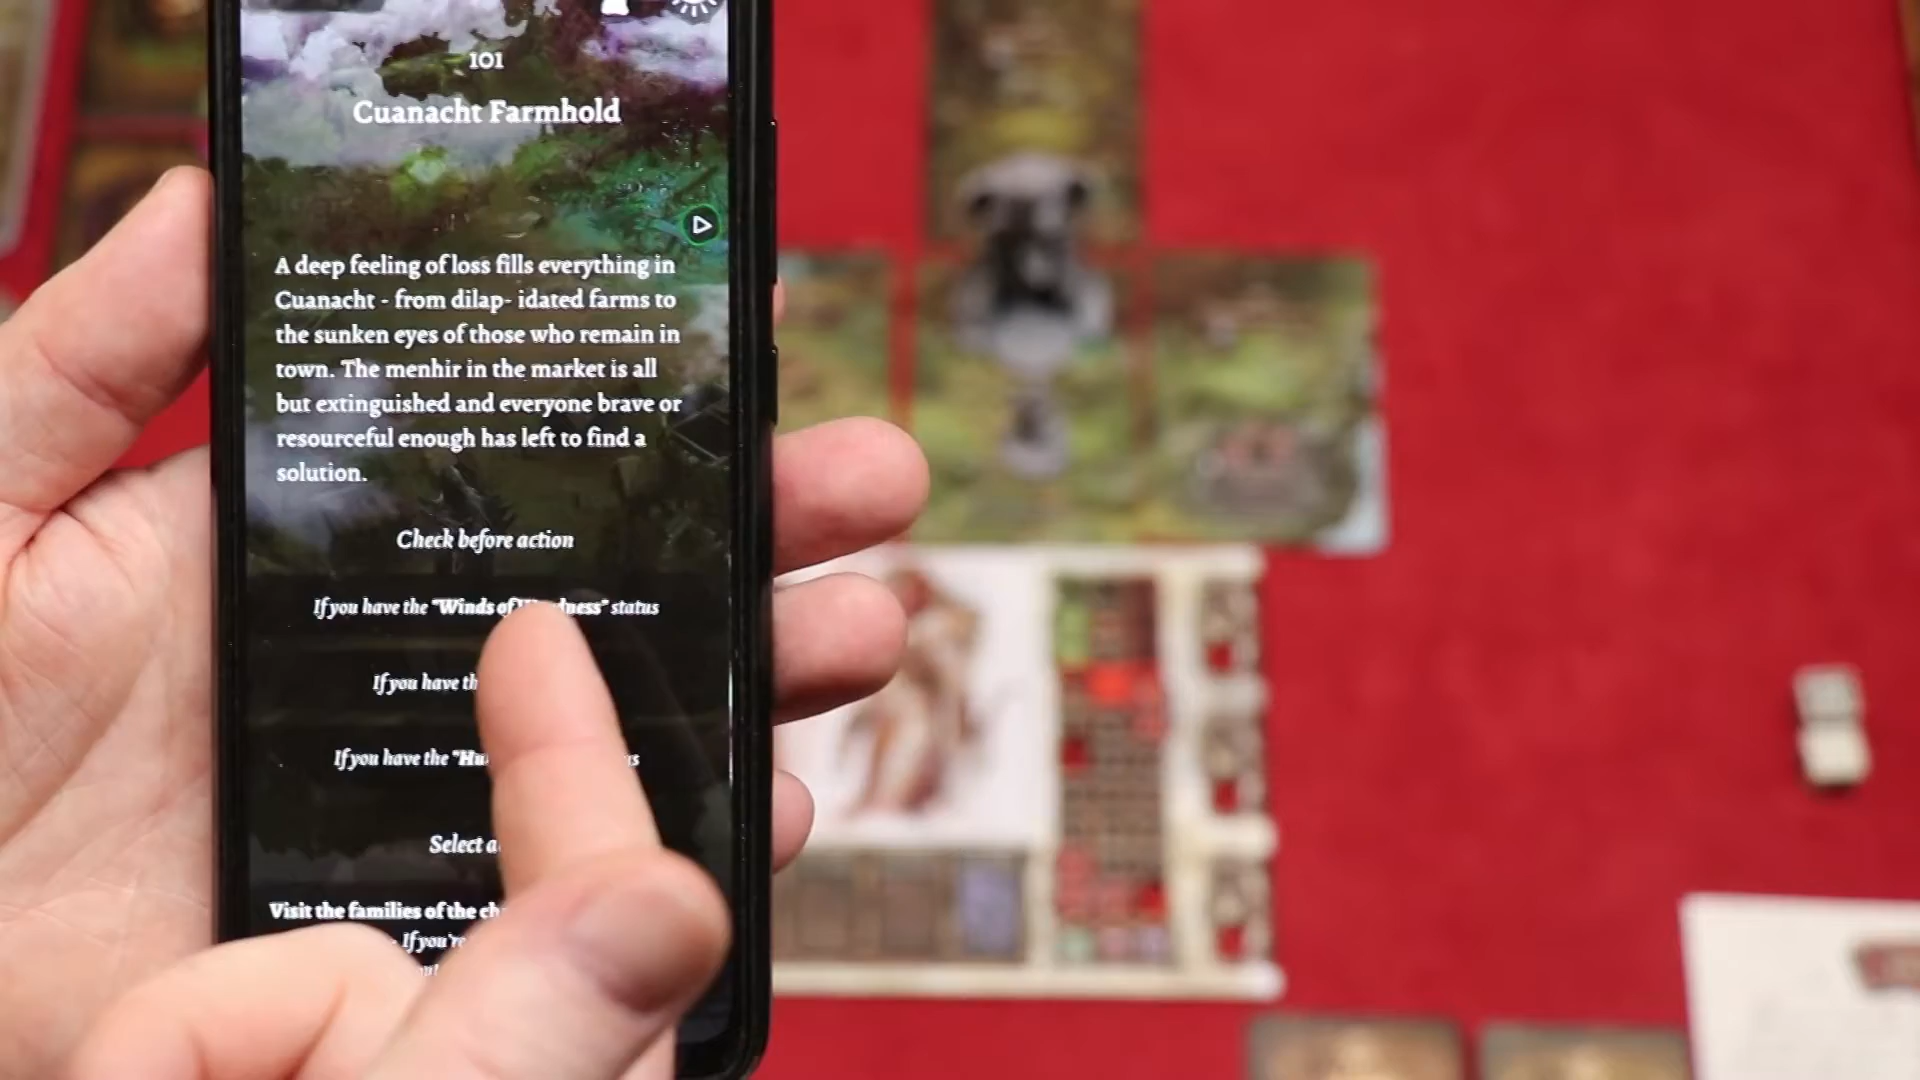 101
Cuanacht Farmhold
A deep feeling of loss fills everything in
Cuanacht - from dilap- idated farms to
the sunken eyes of those who remain in
town. The menhir in the market is all
but extinguished and everyone brave or
resourceful enough has left to find a
solution.
Check before action
If you have the "Winds of status
If you have
If you have the
Select
Visit the families of the
- If you're